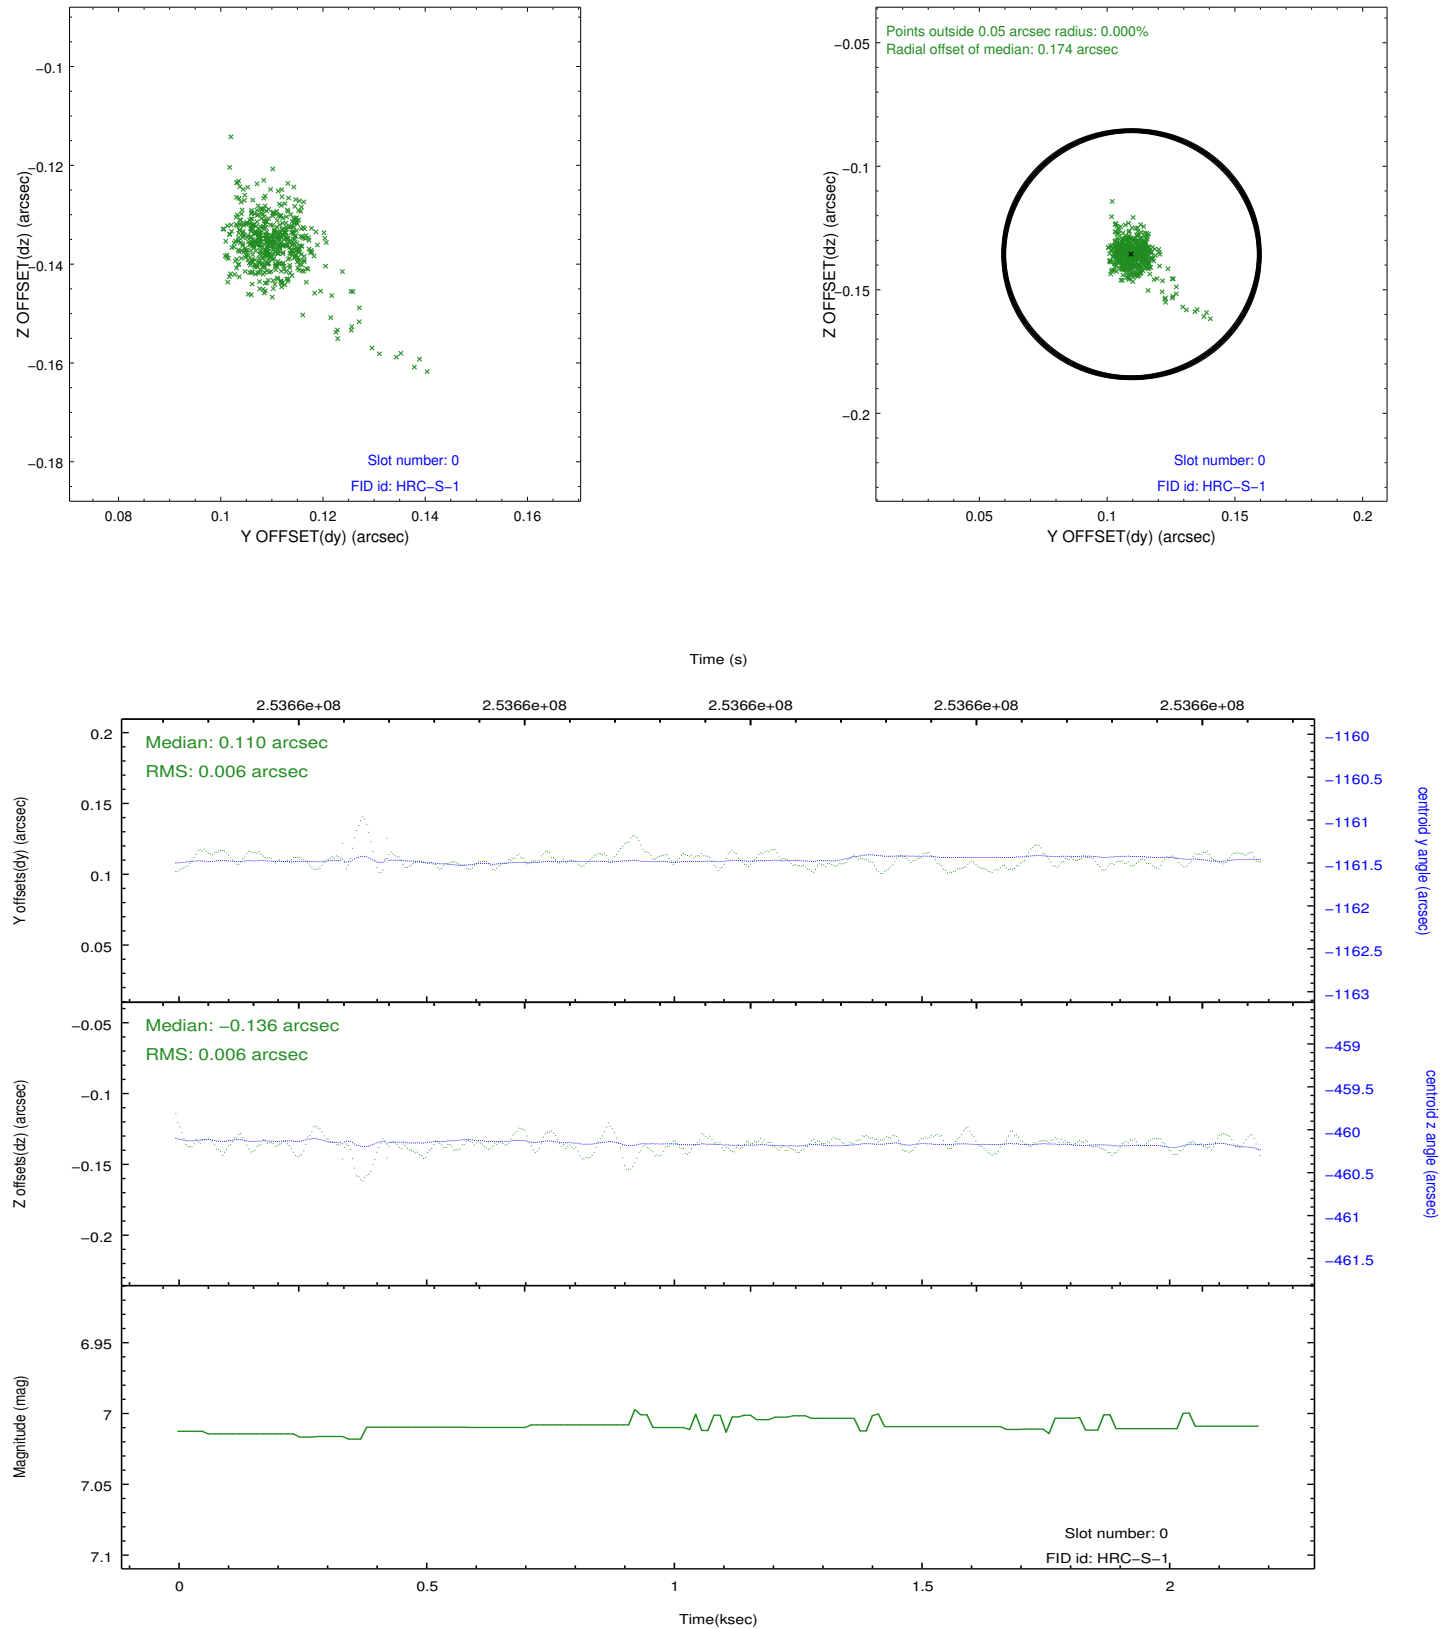 −0.1
−0.12
−0.14
−0.16
−0.18
Z OFFSET(dz) (arcsec)
0.08 0.1 0.12 0.14 0.16
Y OFFSET(dy) (arcsec)
Slot number: 0
FID id: HRC−S−1
Points outside 0.05 arcsec radius: 0.000%
Radial offset of median: 0.174 arcsec
−0.05
−0.1
−0.15
−0.2
Z OFFSET(dz) (arcsec)
0.05 0.1 0.15 0.2
Y OFFSET(dy) (arcsec)
Slot number: 0
FID id: HRC−S−1
Time (s)
2.5366e+08 2.5366e+08 2.5366e+08 2.5366e+08 2.5366e+08
Median: 0.110 arcsec
RMS: 0.006 arcsec
0.2
0.15
0.1
0.05
Y offsets(dy) (arcsec)
−1160
−1160.5
−1161
−1161.5
−1162
−1162.5
−1163
centroid y angle (arcsec)
Median: −0.136 arcsec
RMS: 0.006 arcsec
−0.05
−0.1
−0.15
−0.2
Z offsets(dz) (arcsec)
−459
−459.5
−460
−460.5
−461
−461.5
centroid z angle (arcsec)
6.95
7
7.05
7.1
Magnitude (mag)
Slot number: 0
FID id: HRC−S−1
0 0.5 1 1.5 2
Time(ksec)